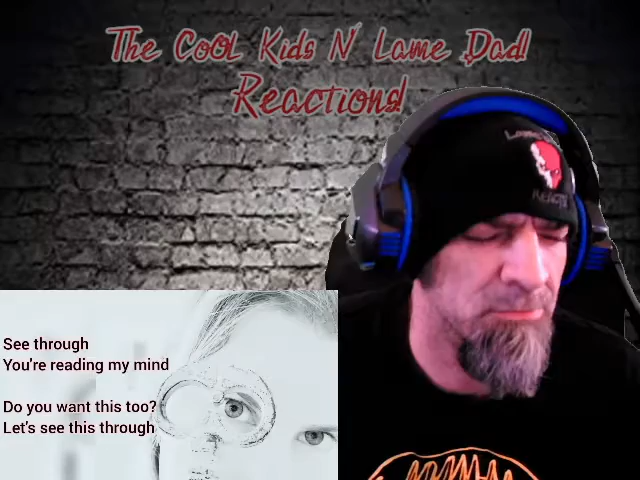 The CoOL Kids N' Lame Dad!
Reactions!
See through
You're reading my mind
Do you want this too?
Let's see this through